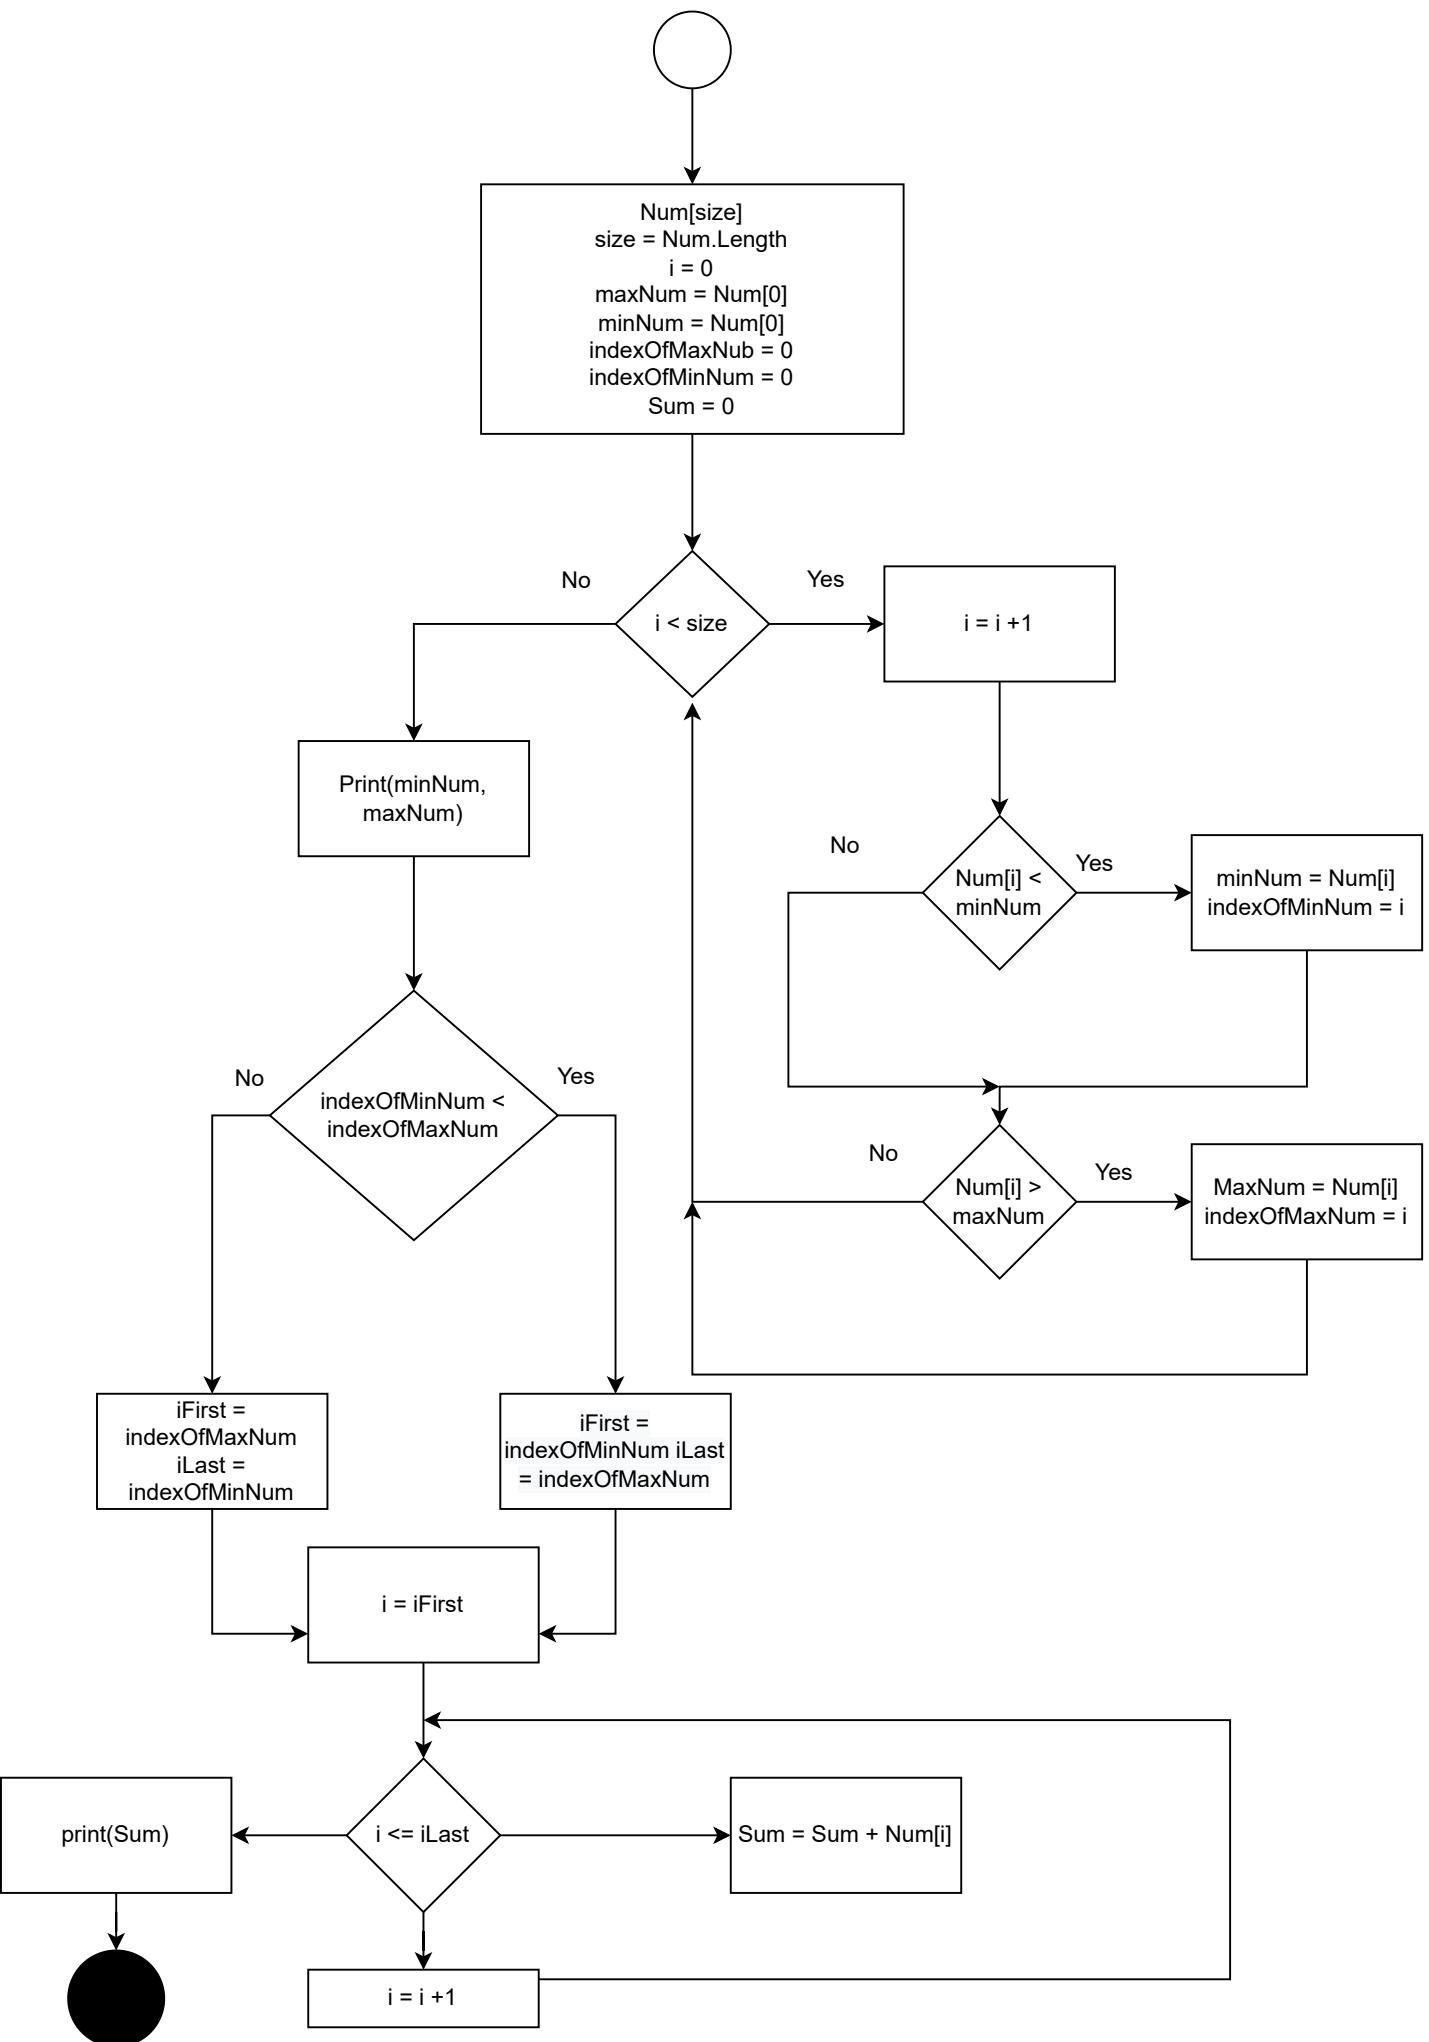 Num[size]
size = Num.Length
i = 0
maxNum = Num[0]
minNum = Num[0]
indexOfMaxNub = 0
indexOfMinNum = 0
Sum = 0
No
Yes
i < size
i = i +1
Print(minNum,
maxNum)
No
Yes
Num[i] <
minNum
minNum = Num[i]
indexOfMinNum = i
No
Yes
indexOfMinNum <
indexOfMaxNum
No
Yes
Num[i] >
maxNum
MaxNum = Num[i]
indexOfMaxNum = i
iFirst =
indexOfMaxNum
iLast =
indexOfMinNum
iFirst =
indexOfMinNum iLast
= indexOfMaxNum
i = iFirst
print(Sum)
i <= iLast
Sum = Sum + Num[i]
i = i +1